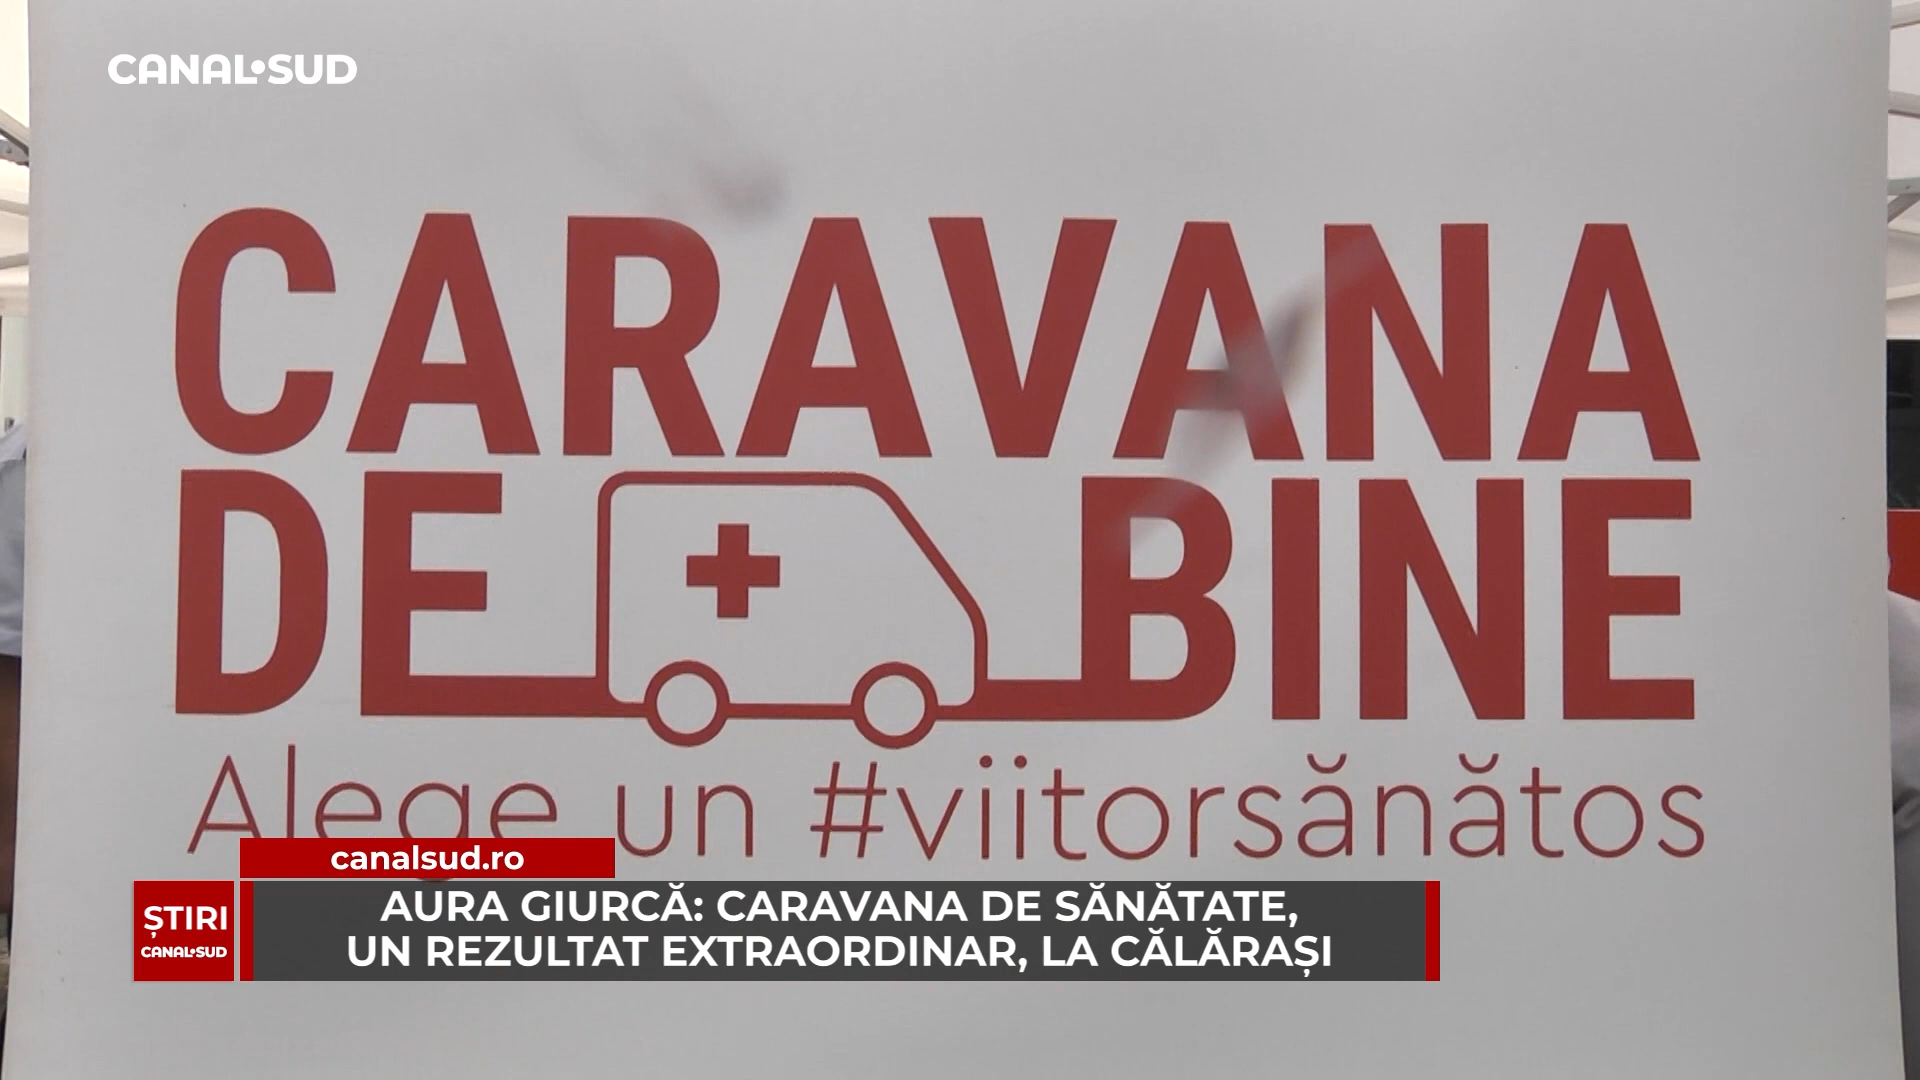 CANAL•SUD
CARAVANA
DE BINE
Alege un #viitorsănătos
canalsud.ro
ȘTIRI
CANAL•SUD
AURA GIURCĂ: CARAVANA DE SĂNĂTATE,
UN REZULTAT EXTRAORDINAR, LA CĂLĂRAȘI